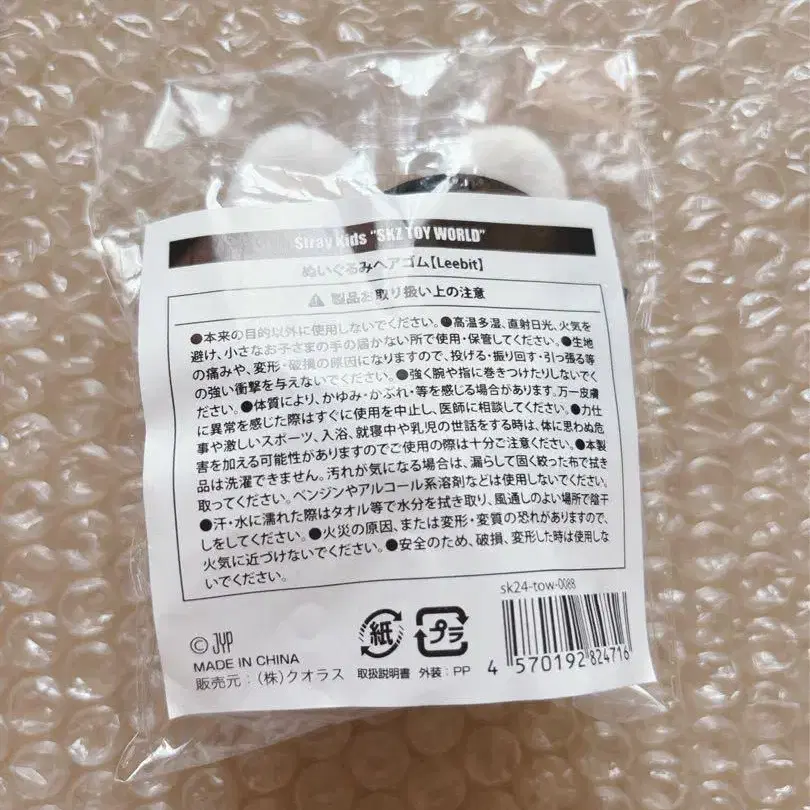 Stray Kids "SKZ TOY WORLD"
ぬいぐるみヘアゴム【Leebit】
製品お取り扱い上の注意
●本来の目的以外に使用しないでください。●高温多湿、直射日光、火気を
避け、小さなお子さまの手の届かない所で使用・保管してください。●生地
の痛みや、変形・破損の原因になりますので、投げる・振り回す・引っ張る等
の強い衝撃を与えないでください。●強く腕や指に巻きつけたりしないでく
ださい。●体質により、かゆみ・かぶれ・等を感じる場合があります。万一皮膚
に異常を感じた際はすぐに使用を中止し、医師に相談してください。●力仕
事や激しいスポーツ、入浴、就寝中や乳児の世話をする時は、体に思わぬ危
害を加える可能性がありますのでご使用の際は十分ご注意ください。●本製
品は洗濯できません。汚れが気になる場合は、濡らして固く絞った布で拭き
取ってください。ベンジンやアルコール系溶剤などは使用しないでください。
●汗・水に濡れた際はタオル等で水分を拭き取り、風通しのよい場所で陰干
しをしてください。●火災の原因、または変形・変質の恐れがありますので、
火気に近づけないでください。●安全のため、破損、変形した時は使用しな
いでください。
sk24-tow-0088
© JYP
MADE IN CHINA
販売元：（株）クオラス
紙
取扱説明書
プラ
外装：PP
4 570192 824716